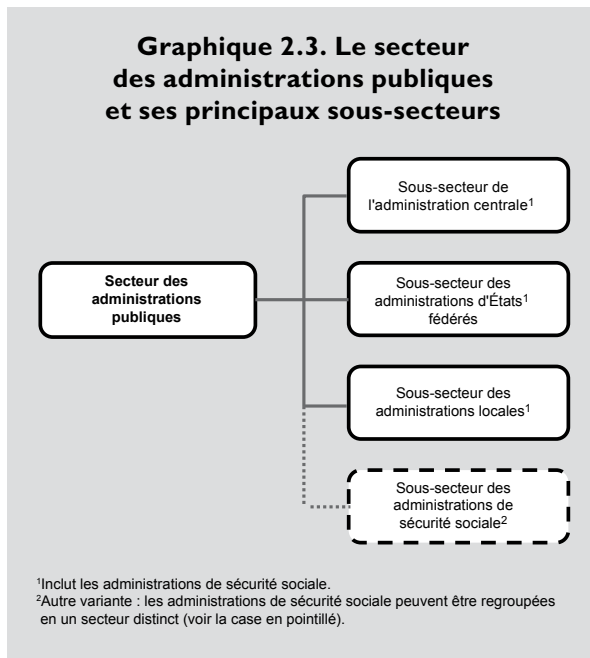 Graphique 2.3. Le secteur
des administrations publiques
et ses principaux sous-secteurs
Sous-secteur de
l'administration centrale¹
Secteur des
administrations
publiques
Sous-secteur des
administrations d'États¹
fédérés
Sous-secteur des
administrations locales¹
Sous-secteur des
administrations de
sécurité sociale²
¹Inclut les administrations de sécurité sociale.
²Autre variante : les administrations de sécurité sociale peuvent être regroupées
en un secteur distinct (voir la case en pointillé).